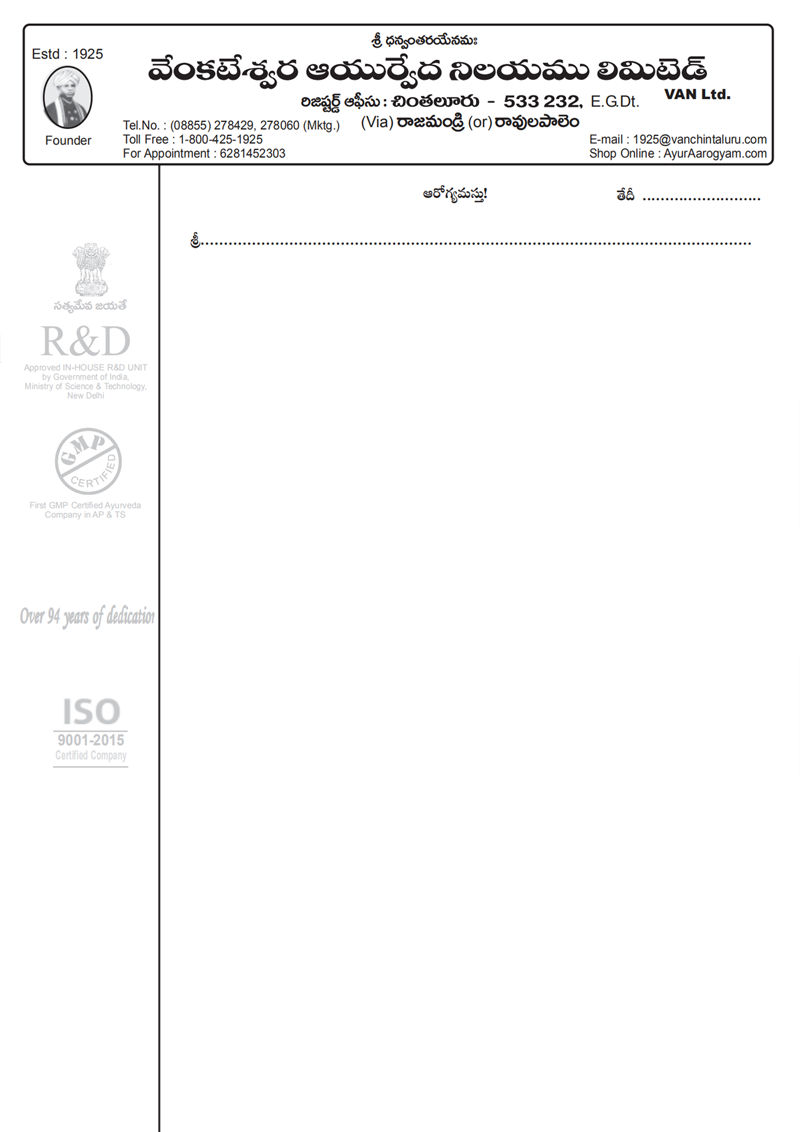 శ్రీ ధన్వంతరయేనమః
Estd : 1925
వేంకటేశ్వర ఆయుర్వేద నిలయము లిమిటెడ్
VAN Ltd.
రిజిష్టర్డ్ ఆఫీసు : చింతలూరు - 533 232, E.G.Dt.
(Via) రాజమండ్రి (or) రావులపాలెం
Founder
Tel.No. : (08855) 278429, 278060 (Mktg.)
Toll Free : 1-800-425-1925
For Appointment : 6281452303
E-mail : 1925@vanchintaluru.com
Shop Online : AyurAarogyam.com
ఆరోగ్యమస్తు!
తేదీ ..........................
శ్రీ........................................................................................................................
సత్యమేవ జయతే
R&D
Approved IN-HOUSE R&D UNIT
by Government of India,
Ministry of Science & Technology,
New Delhi
GMP
CERTIFIED
First GMP Certified Ayurveda
Company in AP & TS
Over 94 years of dedication
ISO
9001-2015
Certified Company